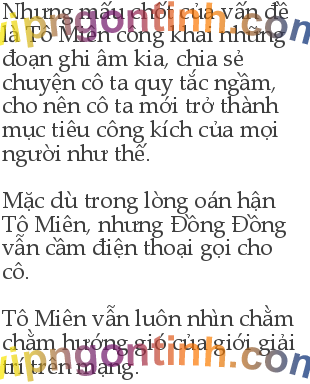 Nhưng mấu chốt của vấn đề
là Tô Miên công khai những
đoạn ghi âm kia, chia sẻ
chuyện cô ta quy tắc ngầm,
cho nên cô ta mới trở thành
mục tiêu công kích của mọi
người như thế.
Mặc dù trong lòng oán hận
Tô Miên, nhưng Đồng Đồng
vẫn cầm điện thoại gọi cho
cô.
Tô Miên vẫn luôn nhìn chằm
chằm hướng gió của giới giải
trí trên mạng.
vipngontinh.com
vipngontinh.com